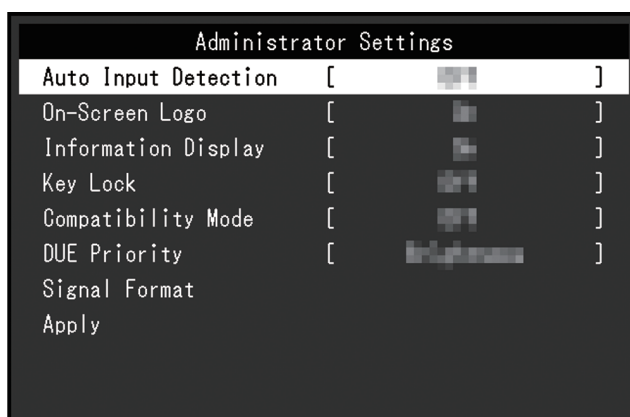 Administrator Settings
Auto Input Detection [ ]
On-Screen Logo [ ]
Information Display [ ]
Key Lock [ ]
Compatibility Mode [ ]
DUE Priority [ ]
Signal Format
Apply